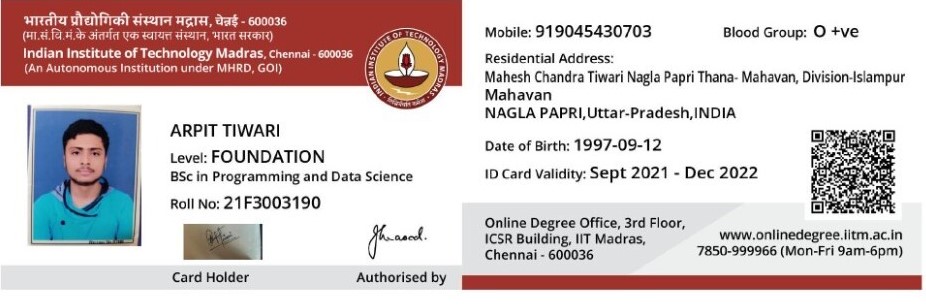 भारतीय प्रौद्योगिकी संस्थान मद्रास, चेन्नई - 600036
(मा.सं.वि.मं.के अंतर्गत एक स्वायत्त संस्थान, भारत सरकार)
Indian Institute of Technology Madras, Chennai - 600036
(An Autonomous Institution under MHRD, GOI)
INDIAN INSTITUTE OF TECHNOLOGY MADRAS
ARPIT TIWARI
Level: FOUNDATION
BSc in Programming and Data Science
Roll No: 21F3003190
Card Holder
Authorised by
Mobile: 919045430703
Blood Group: O +ve
Residential Address:
Mahesh Chandra Tiwari Nagla Papri Thana- Mahavan, Division-Islampur
Mahavan
NAGLA PAPRI,Uttar-Pradesh,INDIA
Date of Birth: 1997-09-12
ID Card Validity: Sept 2021 - Dec 2022
Online Degree Office, 3rd Floor,
ICSR Building, IIT Madras,
Chennai - 600036
www.onlinedegree.iitm.ac.in
7850-999966 (Mon-Fri 9am-6pm)